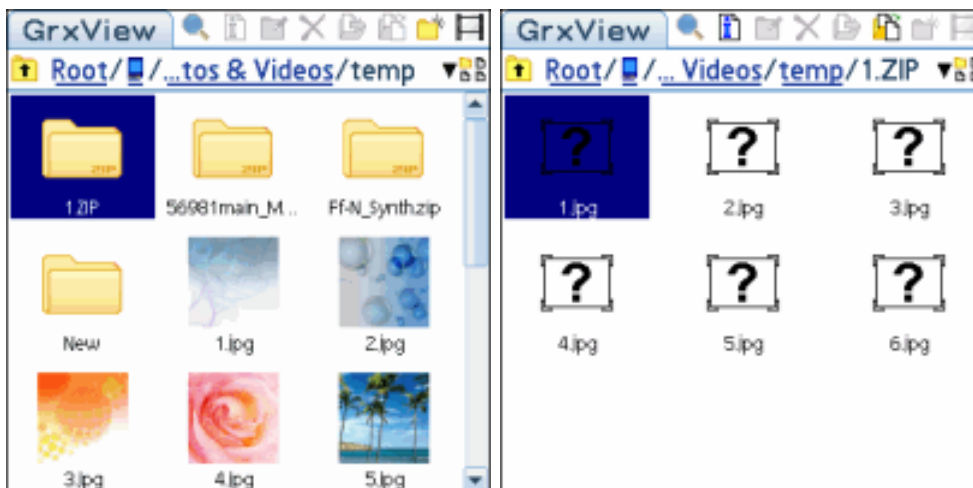 GrxView
Root/ /...tos & Videos/temp
1.ZIP 56981main_M... Ff-N_Synth.zip
New 1.jpg 2.jpg
3.jpg 4.jpg 5.jpg
GrxView
Root/ /... Videos/temp/1.ZIP
? ? ?
1.jpg 2.jpg 3.jpg
? ? ?
4.jpg 5.jpg 6.jpg